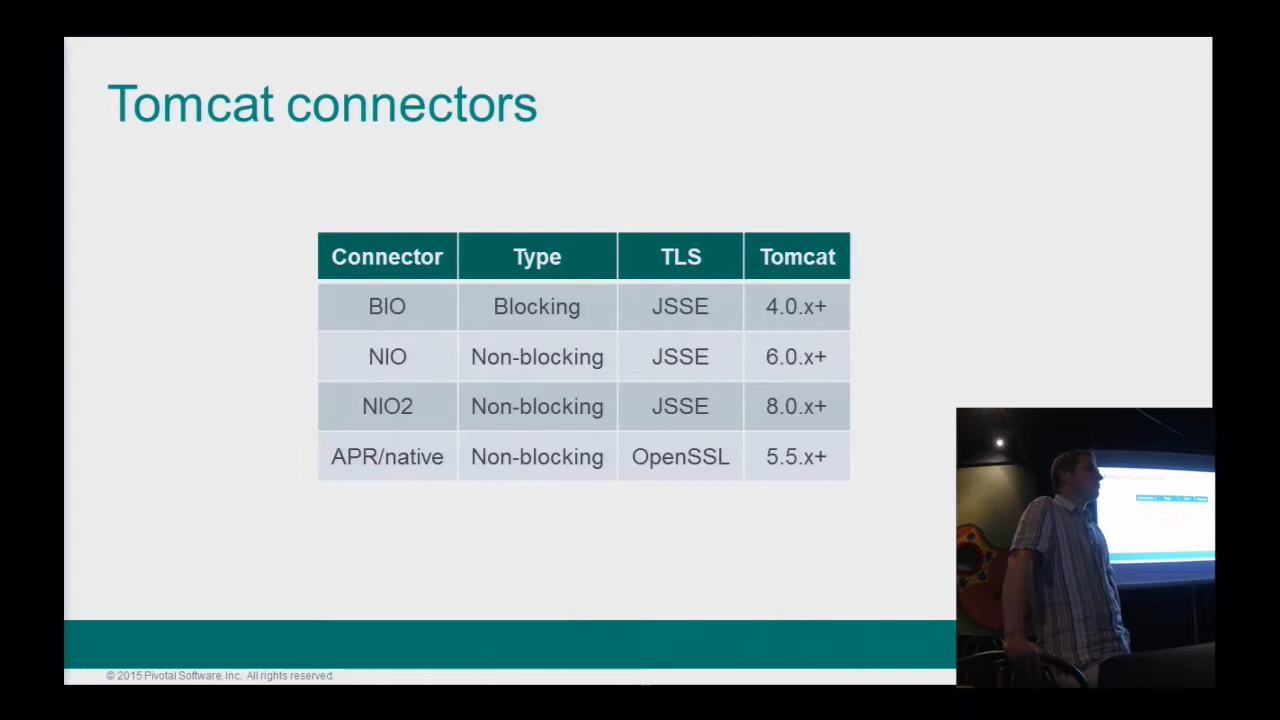 Tomcat connectors
Connector Type TLS Tomcat
BIO Blocking JSSE 4.0.x+
NIO Non-blocking JSSE 6.0.x+
NIO2 Non-blocking JSSE 8.0.x+
APR/native Non-blocking OpenSSL 5.5.x+
© 2015 Pivotal Software, Inc. All rights reserved.